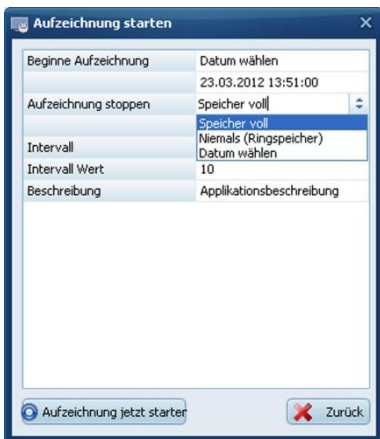 Aufzeichnung starten
Beginne Aufzeichnung Datum wählen
23.03.2012 13:51:00
Aufzeichnung stoppen Speicher voll
Speicher voll
Niemals (Ringspeicher)
Intervall
Datum wählen
Intervall Wert 10
Beschreibung Applikationsbeschreibung
Aufzeichnung jetzt starter Zurück